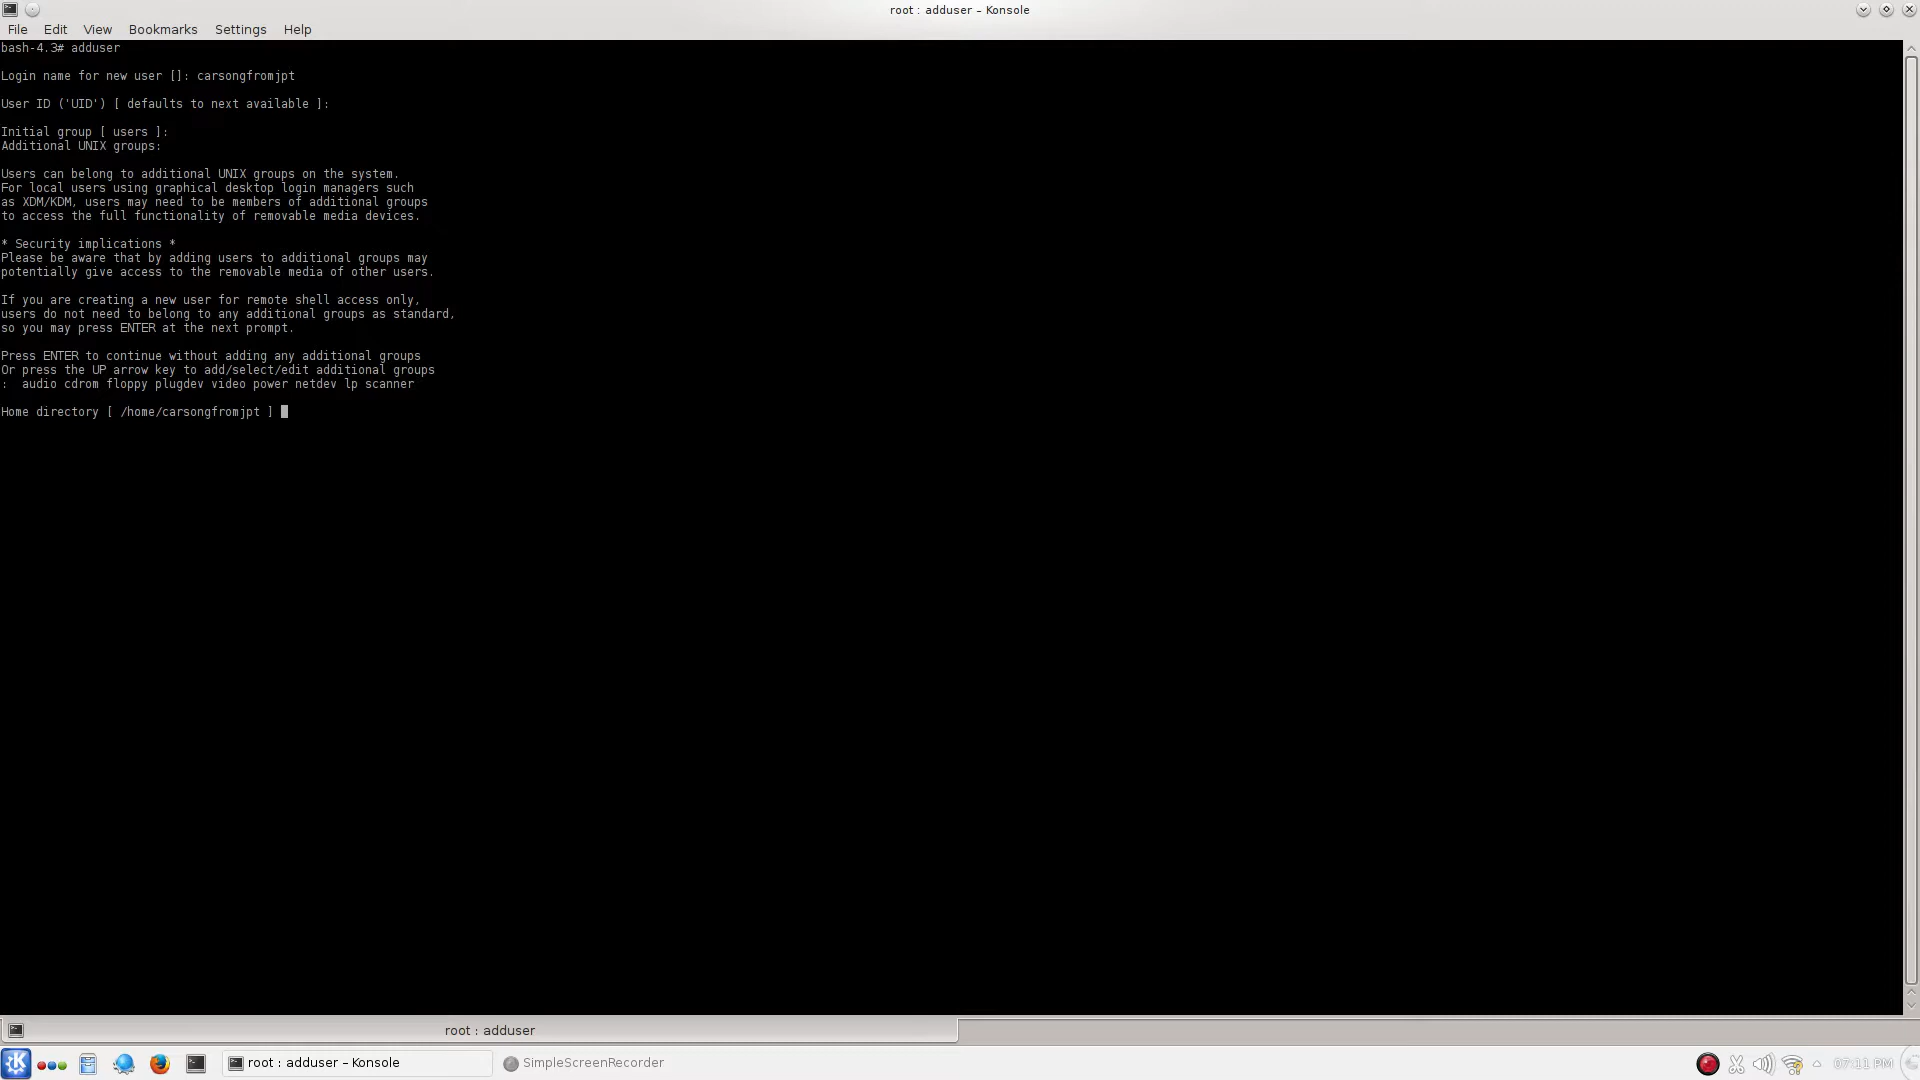 root : adduser – Konsole
File Edit View Bookmarks Settings Help
bash-4.3# adduser
Login name for new user []: carsongfromjpt
User ID ('UID') [ defaults to next available ]:
Initial group [ users ]:
Additional UNIX groups:
Users can belong to additional UNIX groups on the system.
For local users using graphical desktop login managers such
as XDM/KDM, users may need to be members of additional groups
to access the full functionality of removable media devices.
* Security implications *
Please be aware that by adding users to additional groups may
potentially give access to the removable media of other users.
If you are creating a new user for remote shell access only,
users do not need to belong to any additional groups as standard,
so you may press ENTER at the next prompt.
Press ENTER to continue without adding any additional groups
Or press the UP arrow key to add/select/edit additional groups
:  audio cdrom floppy plugdev video power netdev lp scanner
Home directory [ /home/carsongfromjpt ]
root : adduser
root : adduser – Konsole
SimpleScreenRecorder
07:11 PM